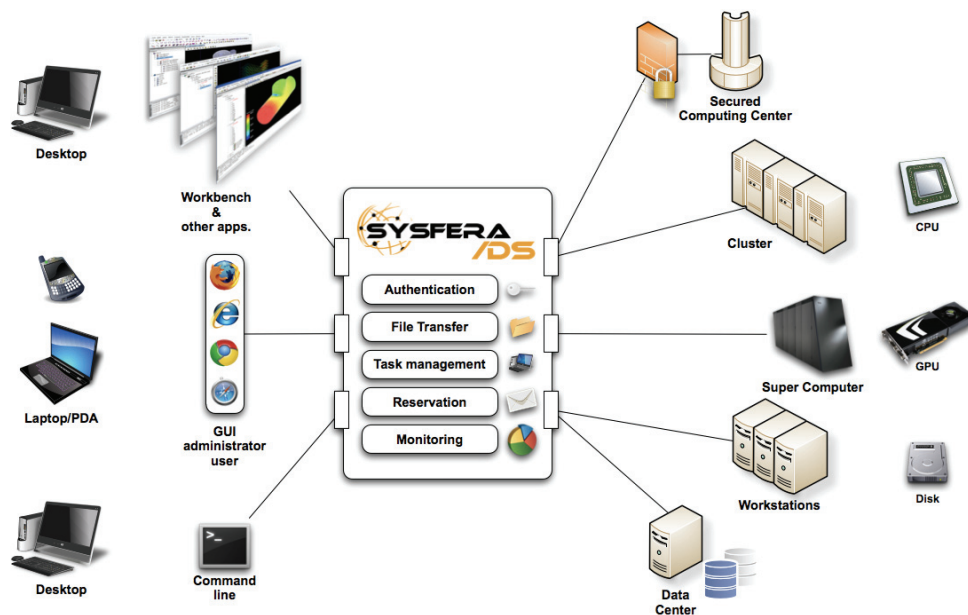 Desktop
Workbench
&
other apps.
Secured
Computing Center
Cluster
CPU
SYSFERA
/DS
Authentication
File Transfer
Task management
Reservation
Monitoring
Laptop/PDA
GUI
administrator
user
Super Computer
GPU
Workstations
Disk
Desktop
>_
Command
line
Data
Center